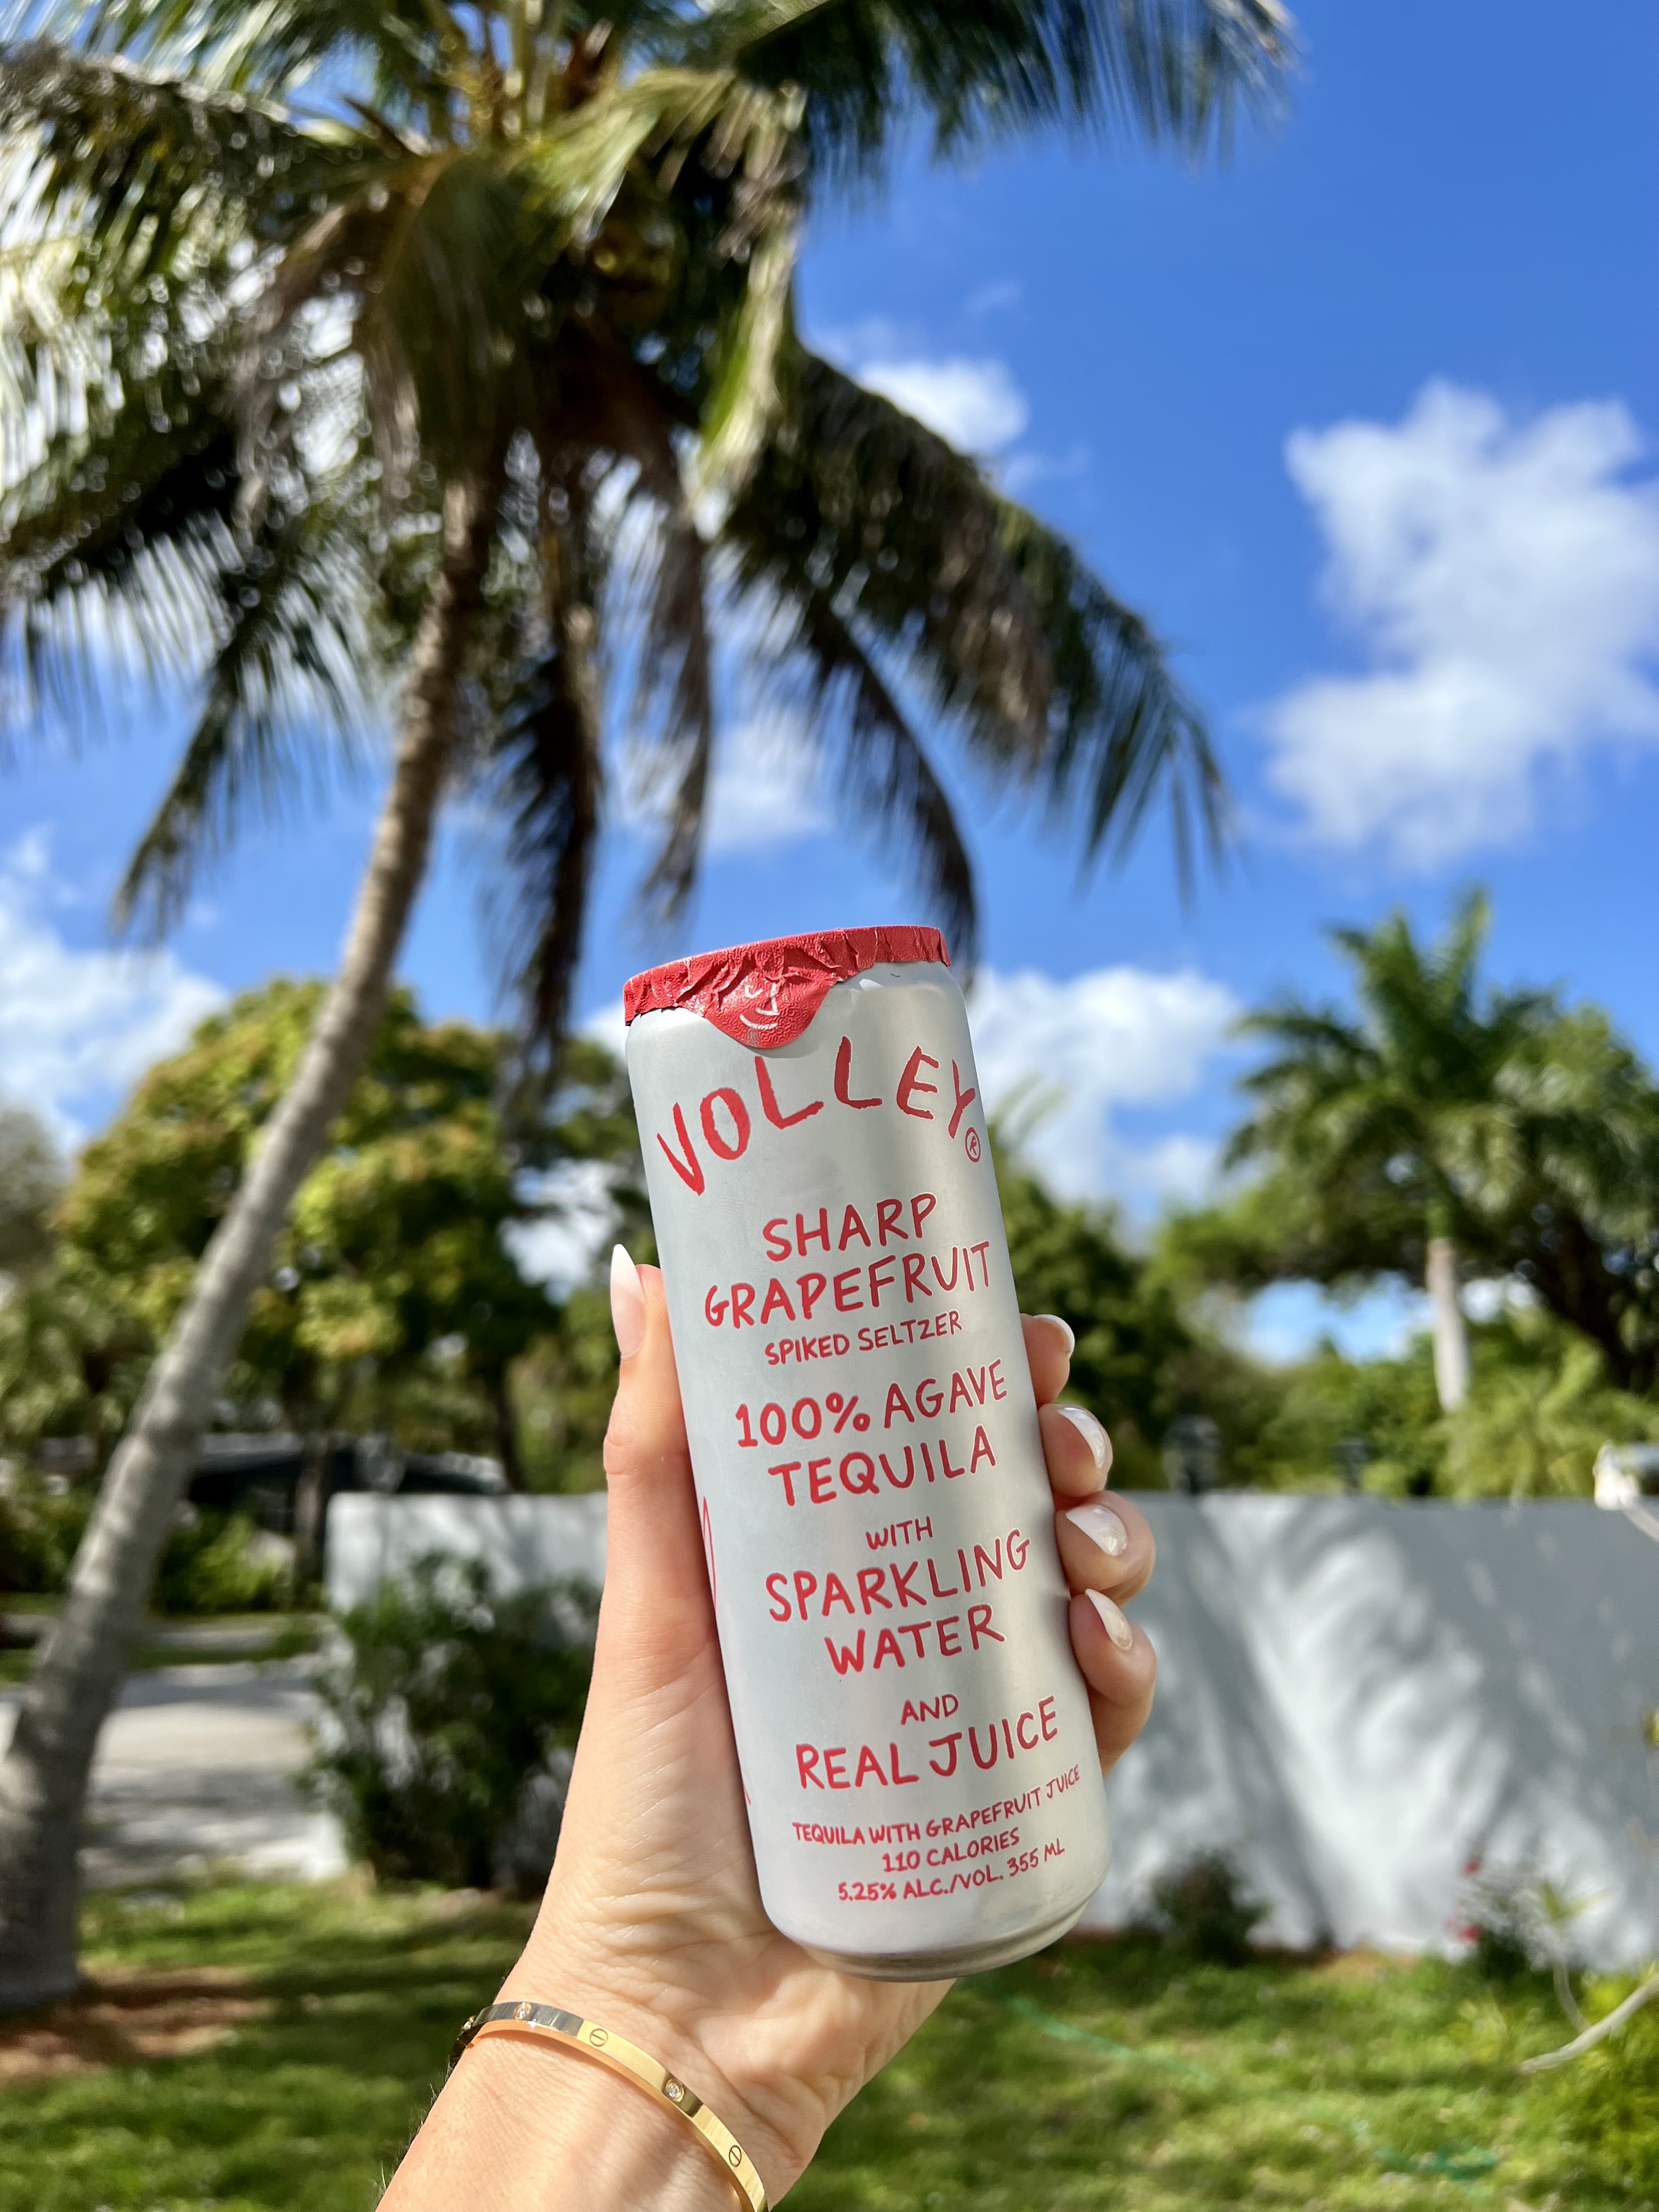 VOLLEY®
SHARP
GRAPEFRUIT
SPIKED SELTZER
100% AGAVE
TEQUILA
WITH
SPARKLING
WATER
AND
REAL JUICE
TEQUILA WITH GRAPEFRUIT JUICE
110 CALORIES
5.25% ALC./VOL. 355 ML